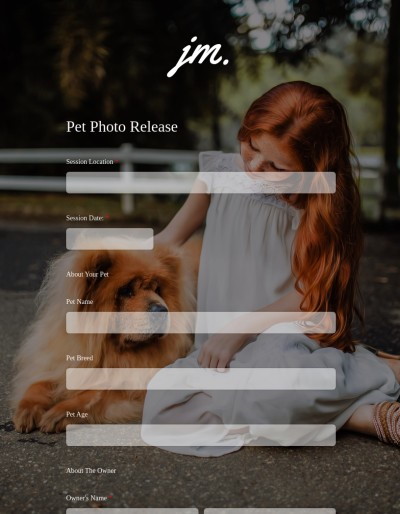 jm.
Pet Photo Release
Session Location *
Session Date:
About Your Pet
Pet Name
Pet Breed
Pet Age
About The Owner
Owner's Name *